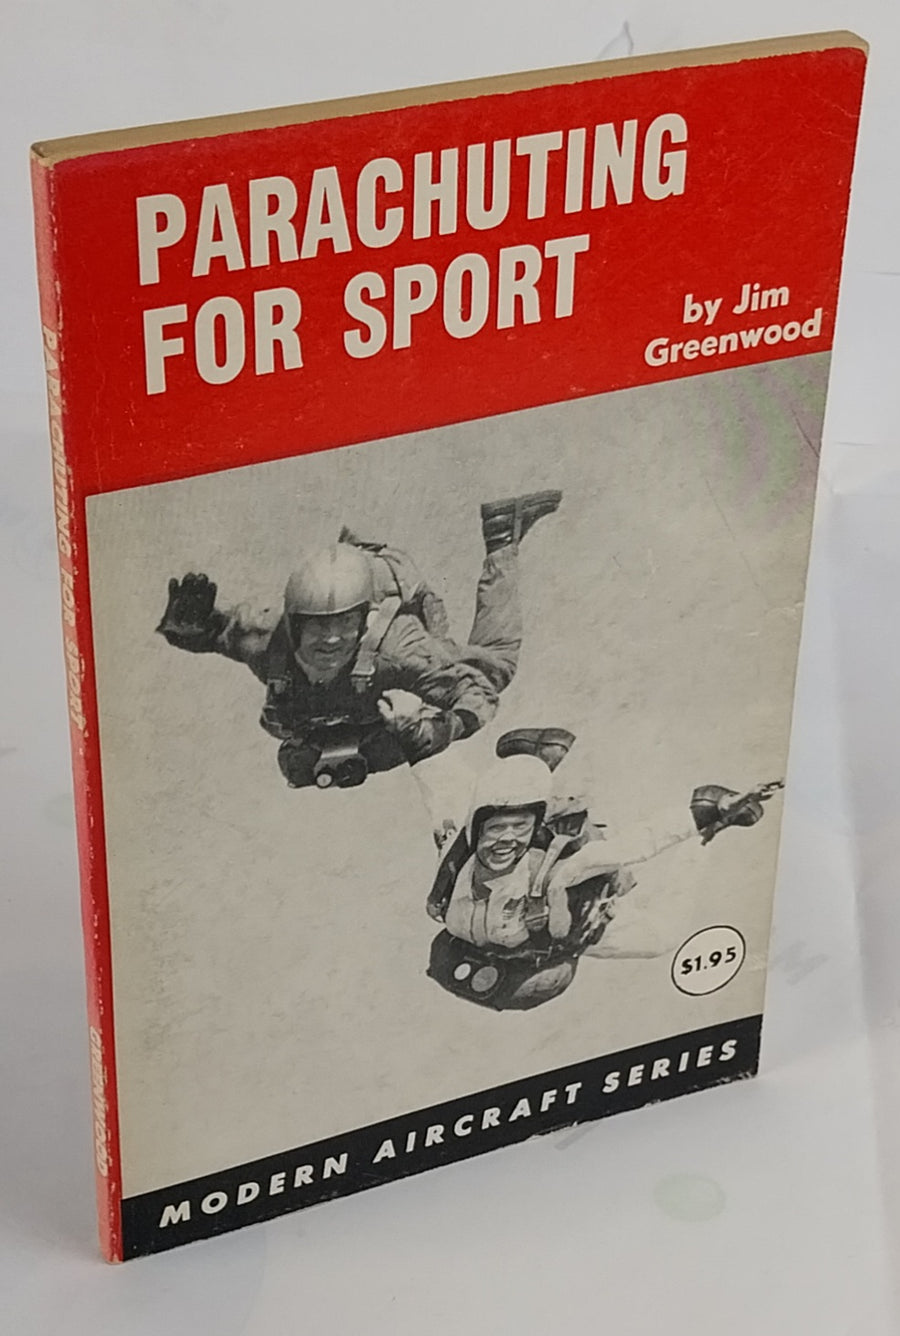 PARACHUTING
FOR SPORT
by Jim
Greenwood
$1.95
MODERN AIRCRAFT SERIES
PARACHUTING FOR SPORT
GREENWOOD